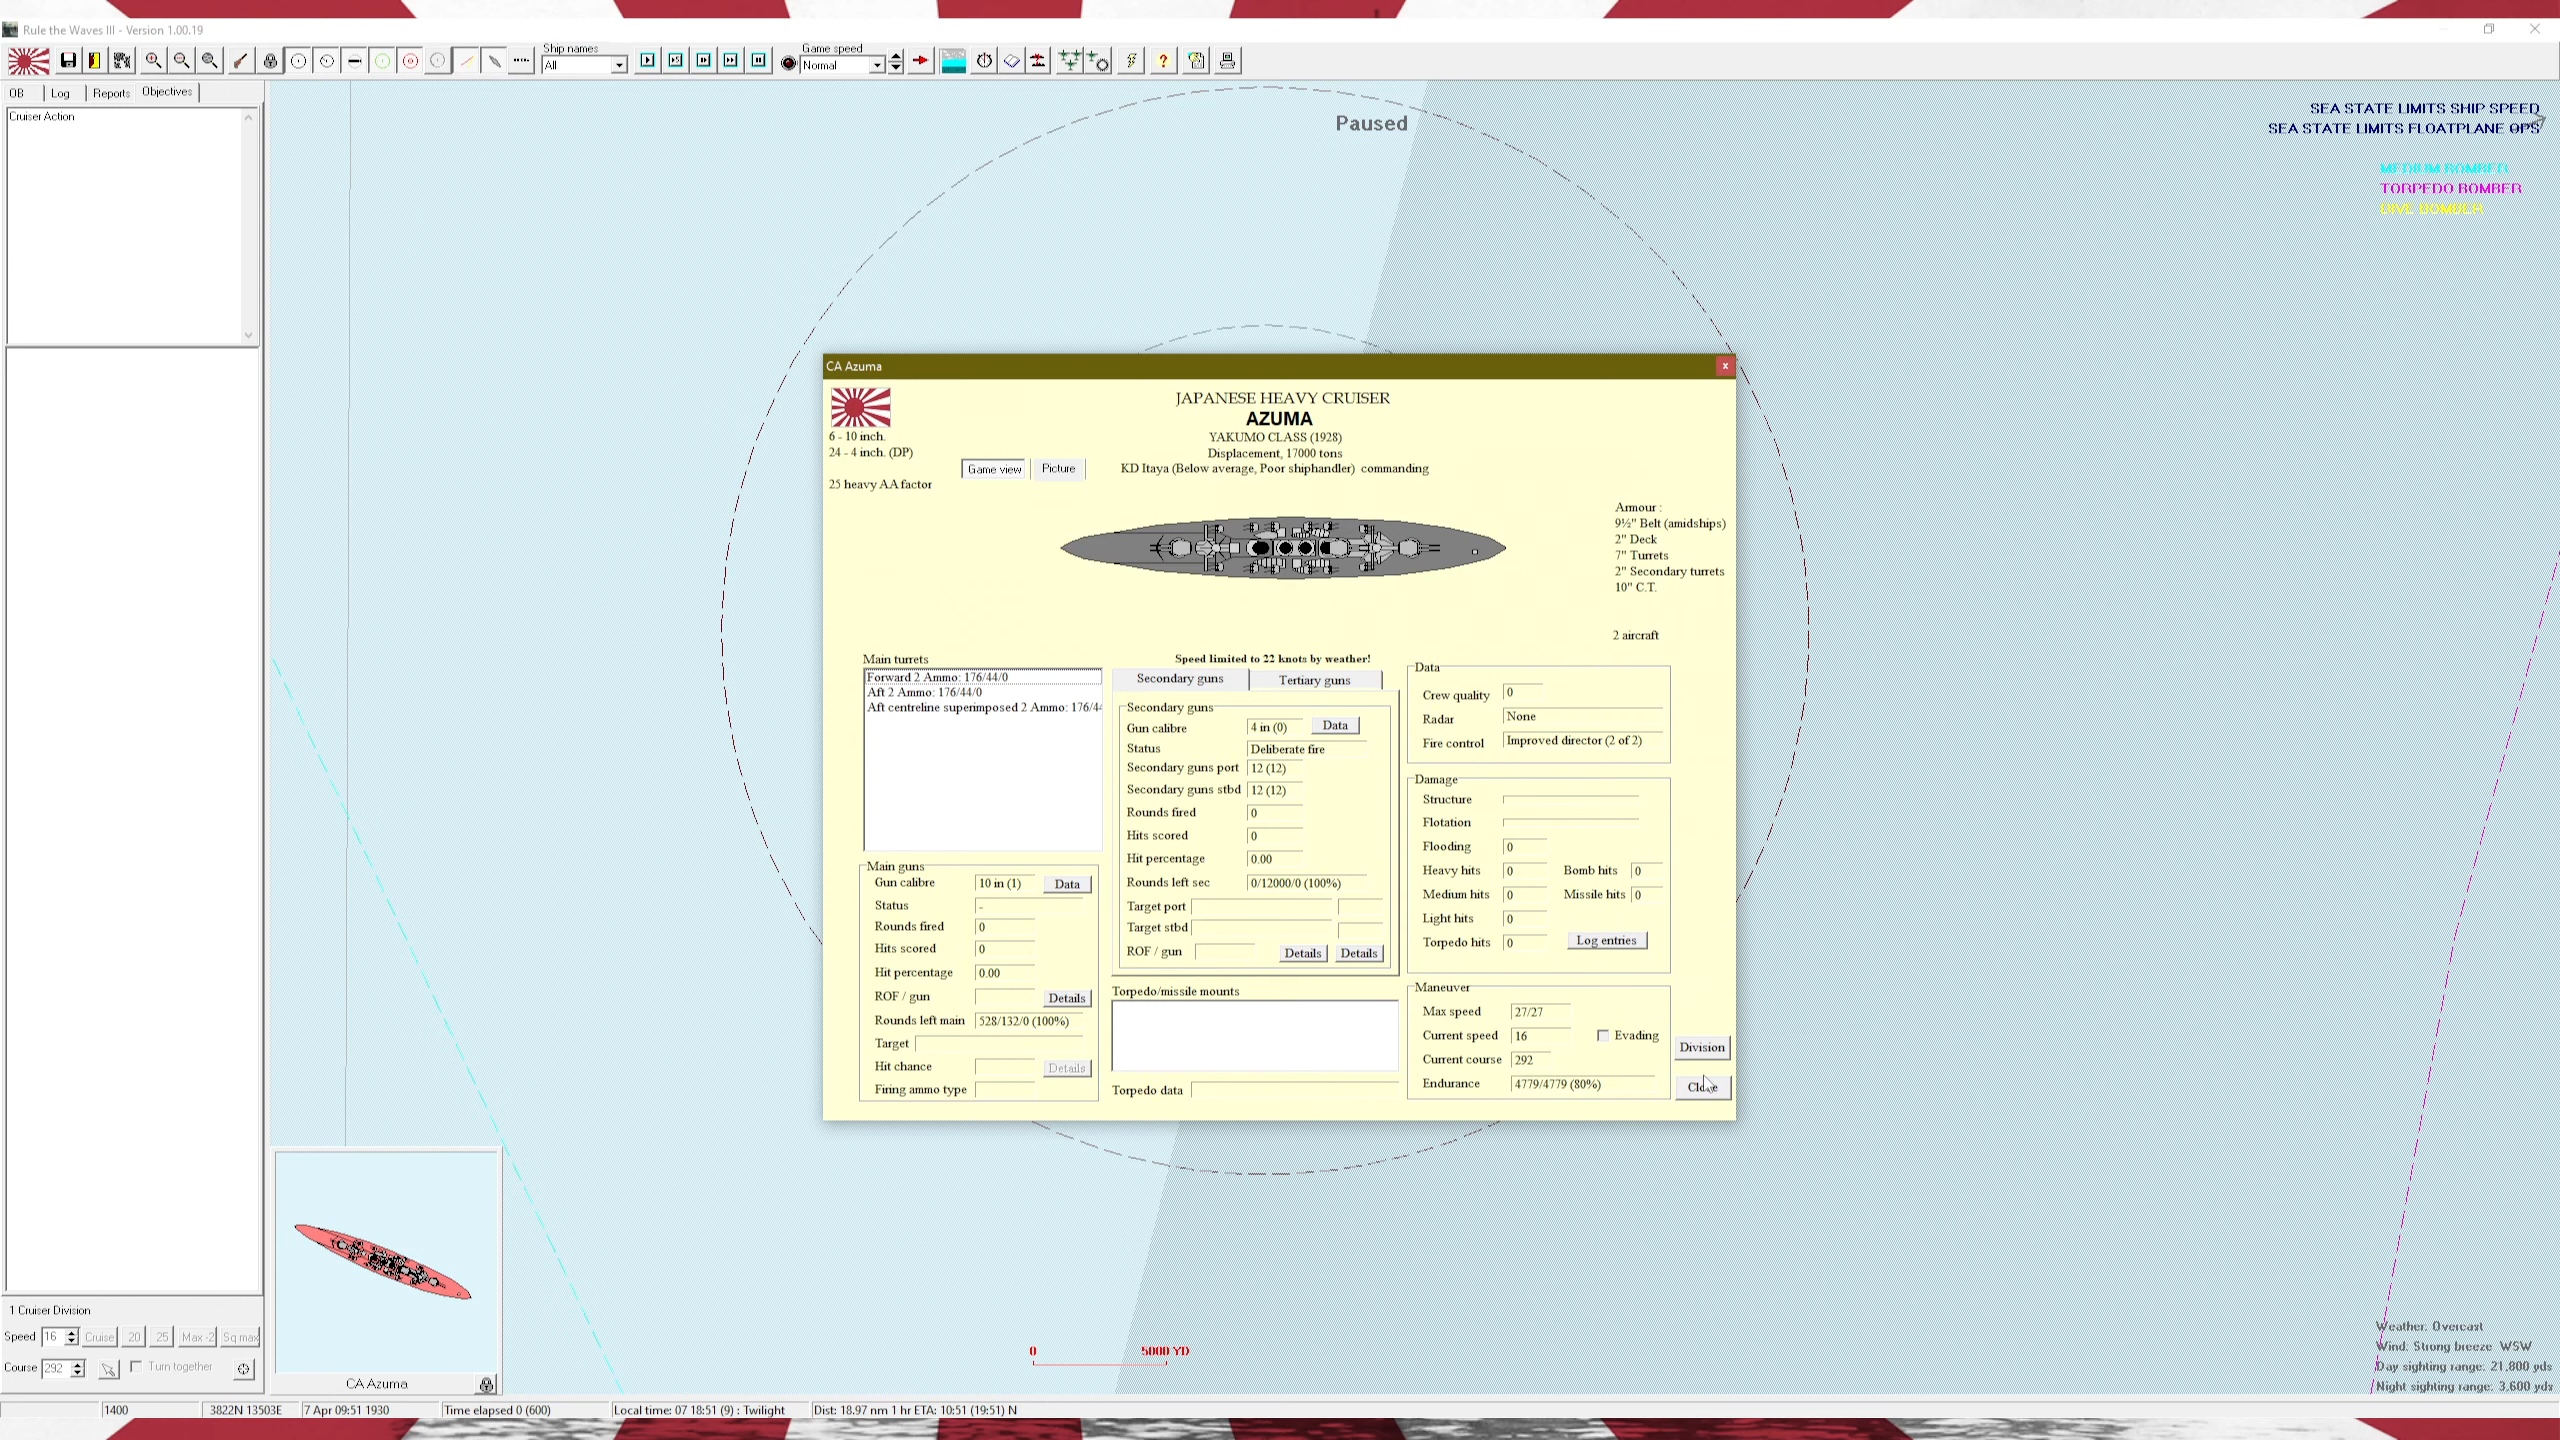 Rule the Waves III - Version 1.00.19
Ship names
All
Game speed
Normal
OB
Log
Reports
Objectives
Cruiser Action
Paused
SEA STATE LIMITS SHIP SPEED
SEA STATE LIMITS FLOATPLANE OPS
MEDIUM BOMBER
TORPEDO BOMBER
DIVE BOMBER
CA Azuma
JAPANESE HEAVY CRUISER
AZUMA
YAKUMO CLASS (1928)
Displacement, 17000 tons
KD Itaya (Below average, Poor shiphandler) commanding
6 - 10 inch.
24 - 4 inch. (DP)
25 heavy AA factor
Game view
Picture
Armour :
9½" Belt (amidships)
2" Deck
7" Turrets
2" Secondary turrets
10" C.T.
2 aircraft
Main turrets
Forward 2 Ammo: 176/44/0
Aft 2 Ammo: 176/44/0
Aft centreline superimposed 2 Ammo: 176/4
Main guns
Gun calibre 10 in (1) Data
Status -
Rounds fired 0
Hits scored 0
Hit percentage 0.00
ROF / gun Details
Rounds left main 528/132/0 (100%)
Target
Hit chance Details
Firing ammo type
Speed limited to 22 knots by weather!
Secondary guns
Tertiary guns
Secondary guns
Gun calibre 4 in (0) Data
Status Deliberate fire
Secondary guns port 12 (12)
Secondary guns stbd 12 (12)
Rounds fired 0
Hits scored 0
Hit percentage 0.00
Rounds left sec 0/12000/0 (100%)
Target port
Target stbd
ROF / gun Details Details
Torpedo/missile mounts
Torpedo data
Data
Crew quality 0
Radar None
Fire control Improved director (2 of 2)
Damage
Structure
Flotation
Flooding 0
Heavy hits 0 Bomb hits 0
Medium hits 0 Missile hits 0
Light hits 0
Torpedo hits 0 Log entries
Maneuver
Max speed 27/27
Current speed 16 Evading
Current course 292
Endurance 4779/4779 (80%)
Division
Close
1 Cruiser Division
Speed 16 Cruise 20 25 Max -2 Sq max
Course 292 Turn together
CA Azuma
0 5000 YD
Weather: Overcast
Wind: Strong breeze WSW
Day sighting range: 21,800 yds
Night sighting range: 3,600 yds
1400
3822N 13503E
7 Apr 09:51 1930
Time elapsed 0 (600)
Local time: 07 18:51 (9) : Twilight
Dist: 18.97 nm 1 hr ETA: 10:51 (19:51) N